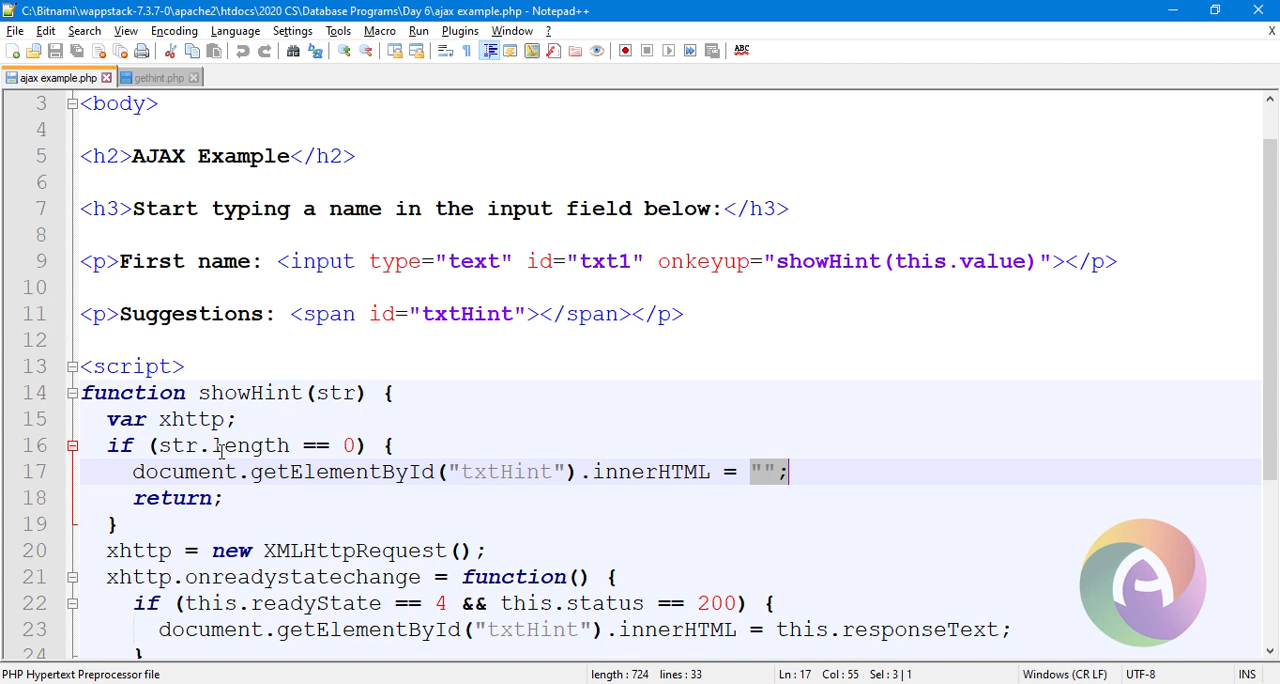 C:\Bitnami\wappstack-7.3.7-0\apache2\htdocs\2020 CS\Database Programs\Day 6\ajax example.php - Notepad++
File Edit Search View Encoding Language Settings Tools Macro Run Plugins Window ? X
ABC
ajax example.php gethint.php
3 <body>
4
5 <h2>AJAX Example</h2>
6
7 <h3>Start typing a name in the input field below:</h3>
8
9 <p>First name: <input type="text" id="txt1" onkeyup="showHint(this.value)"></p>
10
11 <p>Suggestions: <span id="txtHint"></span></p>
12
13 <script>
14 function showHint(str) {
15 var xhttp;
16 if (str.length == 0) {
17 document.getElementById("txtHint").innerHTML = "";
18 return;
19 }
20 xhttp = new XMLHttpRequest();
21 xhttp.onreadystatechange = function() {
22 if (this.readyState == 4 && this.status == 200) {
23 document.getElementById("txtHint").innerHTML = this.responseText;
24 }
PHP Hypertext Preprocessor file length : 724 lines : 33 Ln : 17 Col : 55 Sel : 3 | 1 Windows (CR LF) UTF-8 INS